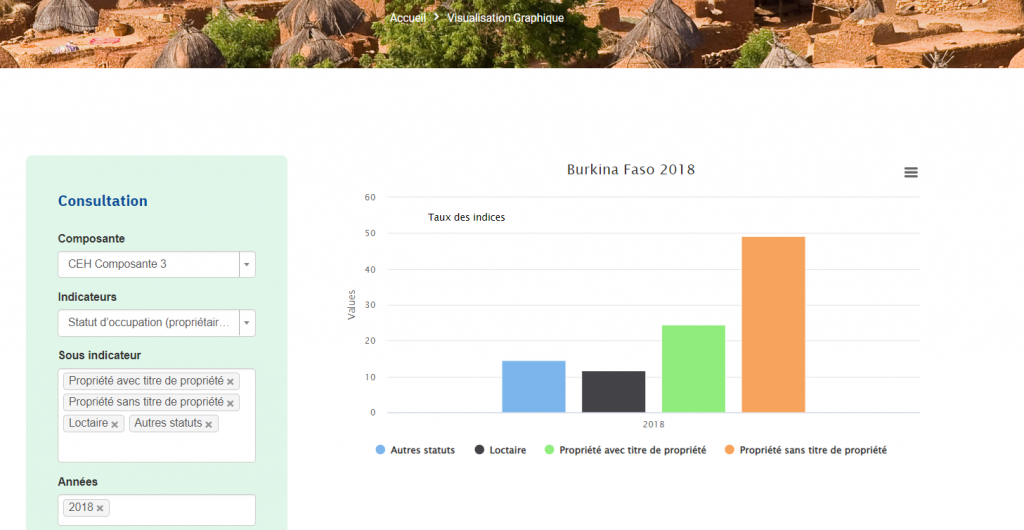 Accueil > Visualisation Graphique
Consultation
Composante
CEH Composante 3
Indicateurs
Statut d'occupation (propriétair...
Sous indicateur
Propriété avec titre de propriété ×
Propriété sans titre de propriété ×
Loctaire × Autres statuts ×
Années
2018 ×
Burkina Faso 2018
Taux des indices
Values
60
50
40
30
20
10
0
2018
Autres statuts Loctaire Propriété avec titre de propriété Propriété sans titre de propriété